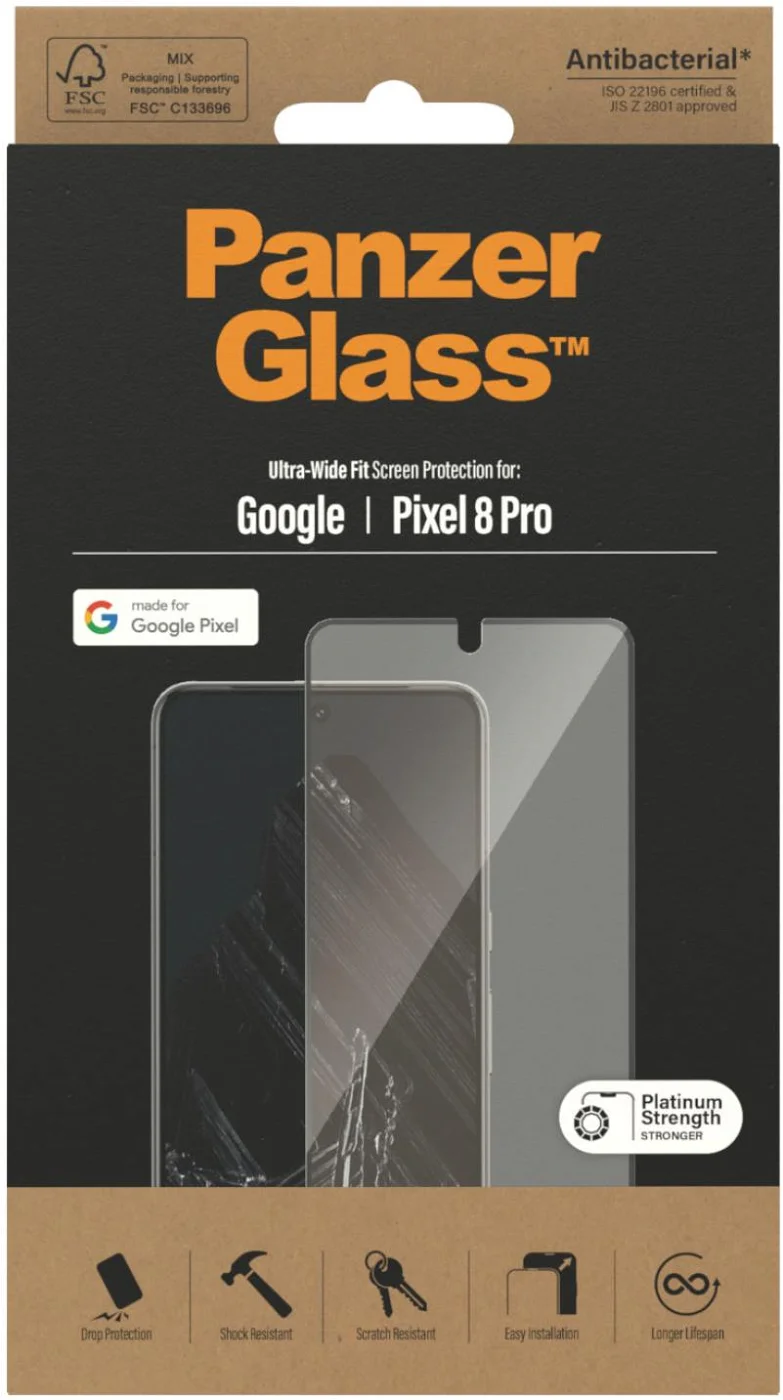 MIX
Packaging | Supporting
responsible forestry
FSC™ C133696
FSC
www.fsc.org
Antibacterial*
ISO 22196 certified &
JIS Z 2801 approved
Panzer
Glass™
Ultra-Wide Fit Screen Protection for:
Google | Pixel 8 Pro
made for
Google Pixel
Platinum
Strength
STRONGER
Drop Protection
Shock Resistant
Scratch Resistant
Easy Installation
Longer Lifespan